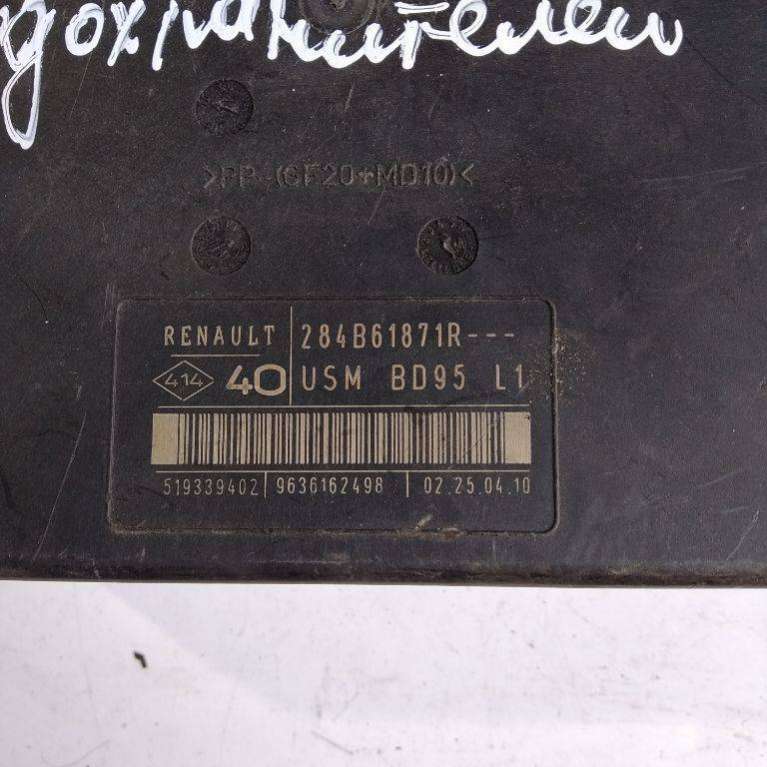 >PP-(GF20+MD10)<
RENAULT 284B61871R---
414 40 USM BD95 L1
519339402 9636162498 02.25.04.10